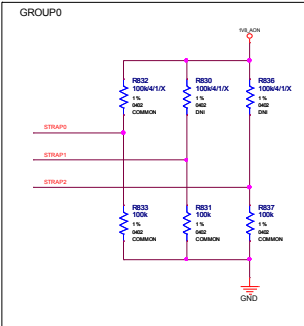 GROUP0
1V8_AON
R832
100k/4/1/X
1 %
0402
COMMON
R830
100k/4/1/X
1 %
0402
DNI
R836
100k/4/1/X
1 %
0402
DNI
STRAP0
STRAP1
STRAP2
R833
100k
1 %
0402
COMMON
R831
100k
1 %
0402
COMMON
R837
100k
1 %
0402
COMMON
GND